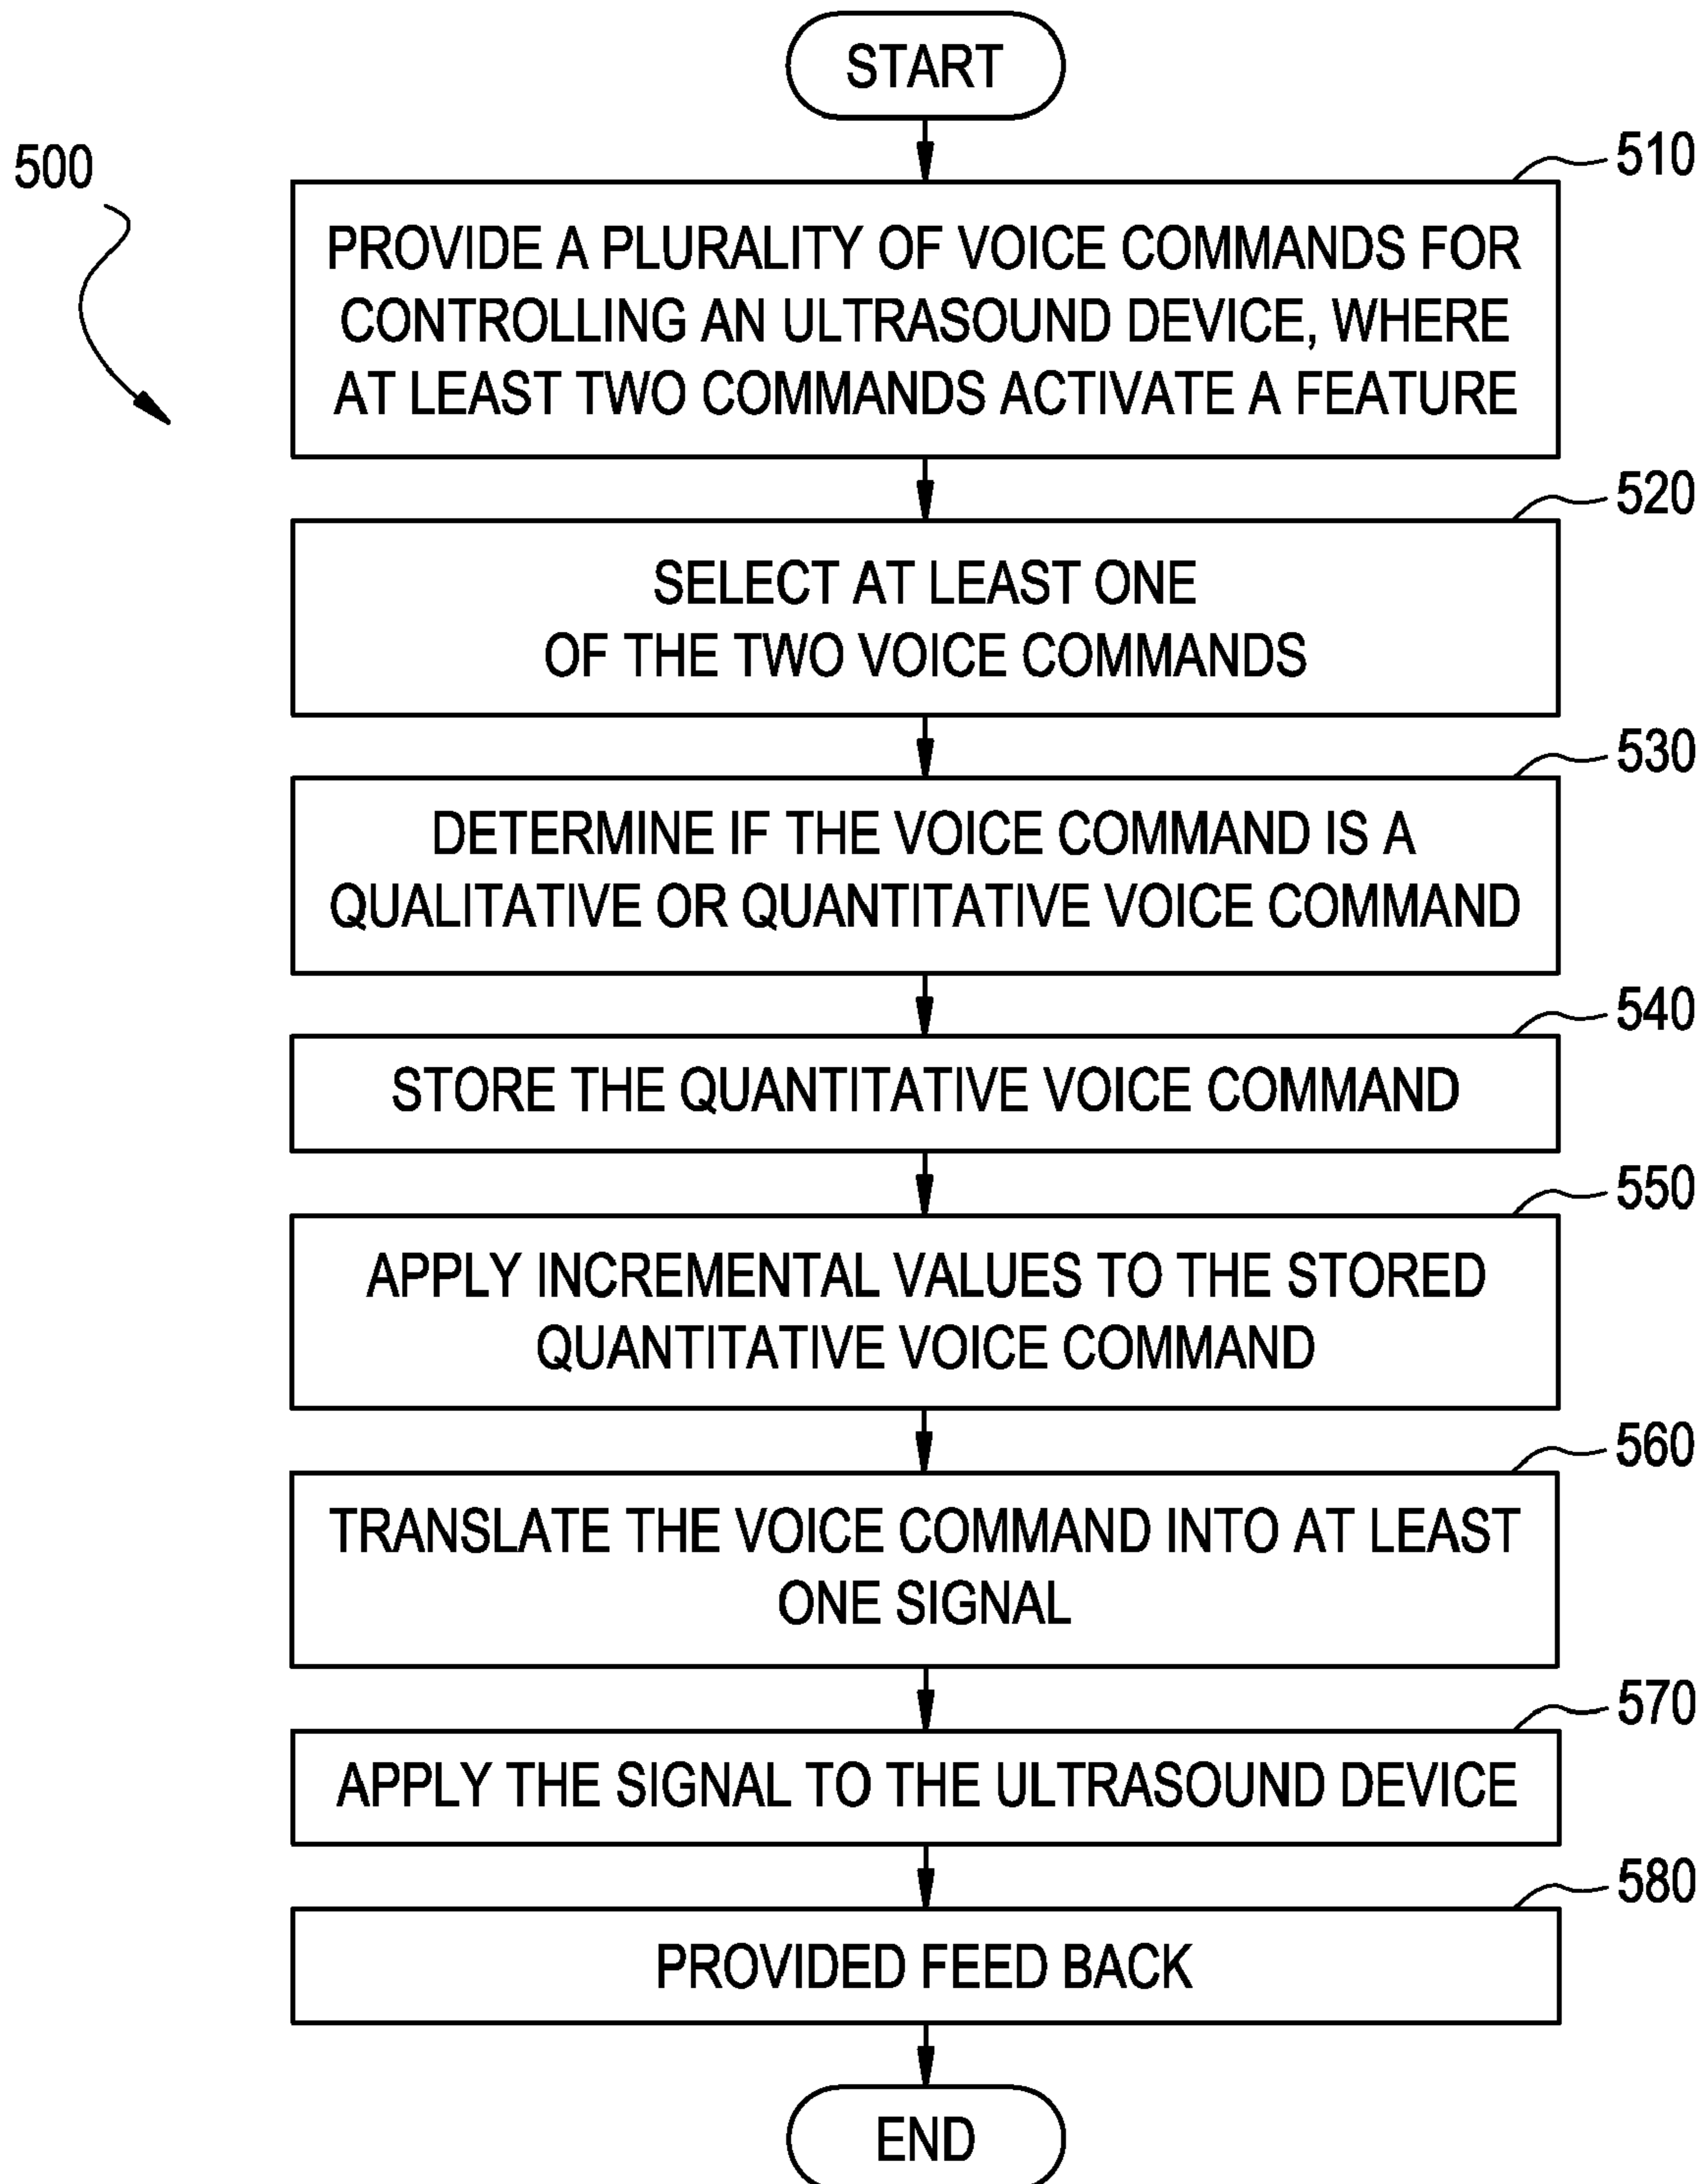 START
500
510
PROVIDE A PLURALITY OF VOICE COMMANDS FOR
CONTROLLING AN ULTRASOUND DEVICE, WHERE
AT LEAST TWO COMMANDS ACTIVATE A FEATURE
520
SELECT AT LEAST ONE
OF THE TWO VOICE COMMANDS
530
DETERMINE IF THE VOICE COMMAND IS A
QUALITATIVE OR QUANTITATIVE VOICE COMMAND
540
STORE THE QUANTITATIVE VOICE COMMAND
550
APPLY INCREMENTAL VALUES TO THE STORED
QUANTITATIVE VOICE COMMAND
560
TRANSLATE THE VOICE COMMAND INTO AT LEAST
ONE SIGNAL
570
APPLY THE SIGNAL TO THE ULTRASOUND DEVICE
580
PROVIDED FEED BACK
END